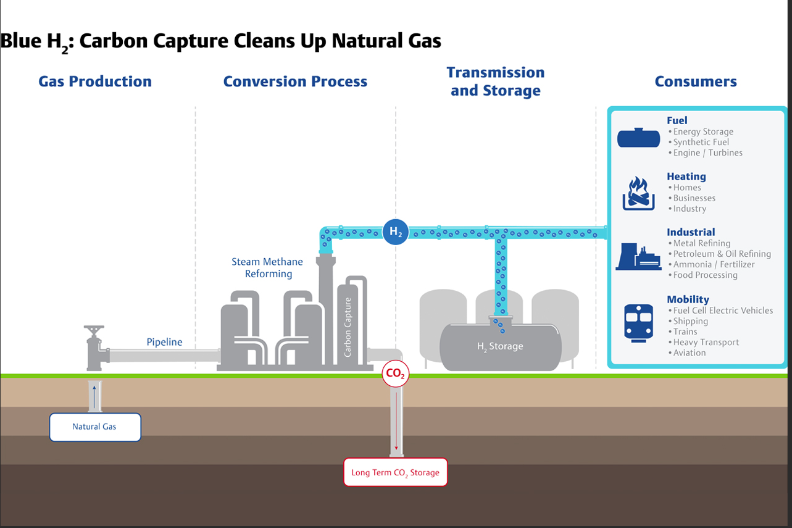 Blue H₂: Carbon Capture Cleans Up Natural Gas
Gas Production
Conversion Process
Transmission
and Storage
Consumers
Fuel
• Energy Storage
• Synthetic Fuel
• Engine / Turbines
Heating
• Homes
• Businesses
• Industry
Industrial
• Metal Refining
• Petroleum & Oil Refining
• Ammonia / Fertilizer
• Food Processing
Mobility
• Fuel Cell Electric Vehicles
• Shipping
• Trains
• Heavy Transport
• Aviation
H₂
Steam Methane
Reforming
Carbon Capture
Pipeline
H₂ Storage
CO₂
Natural Gas
Long Term CO₂ Storage